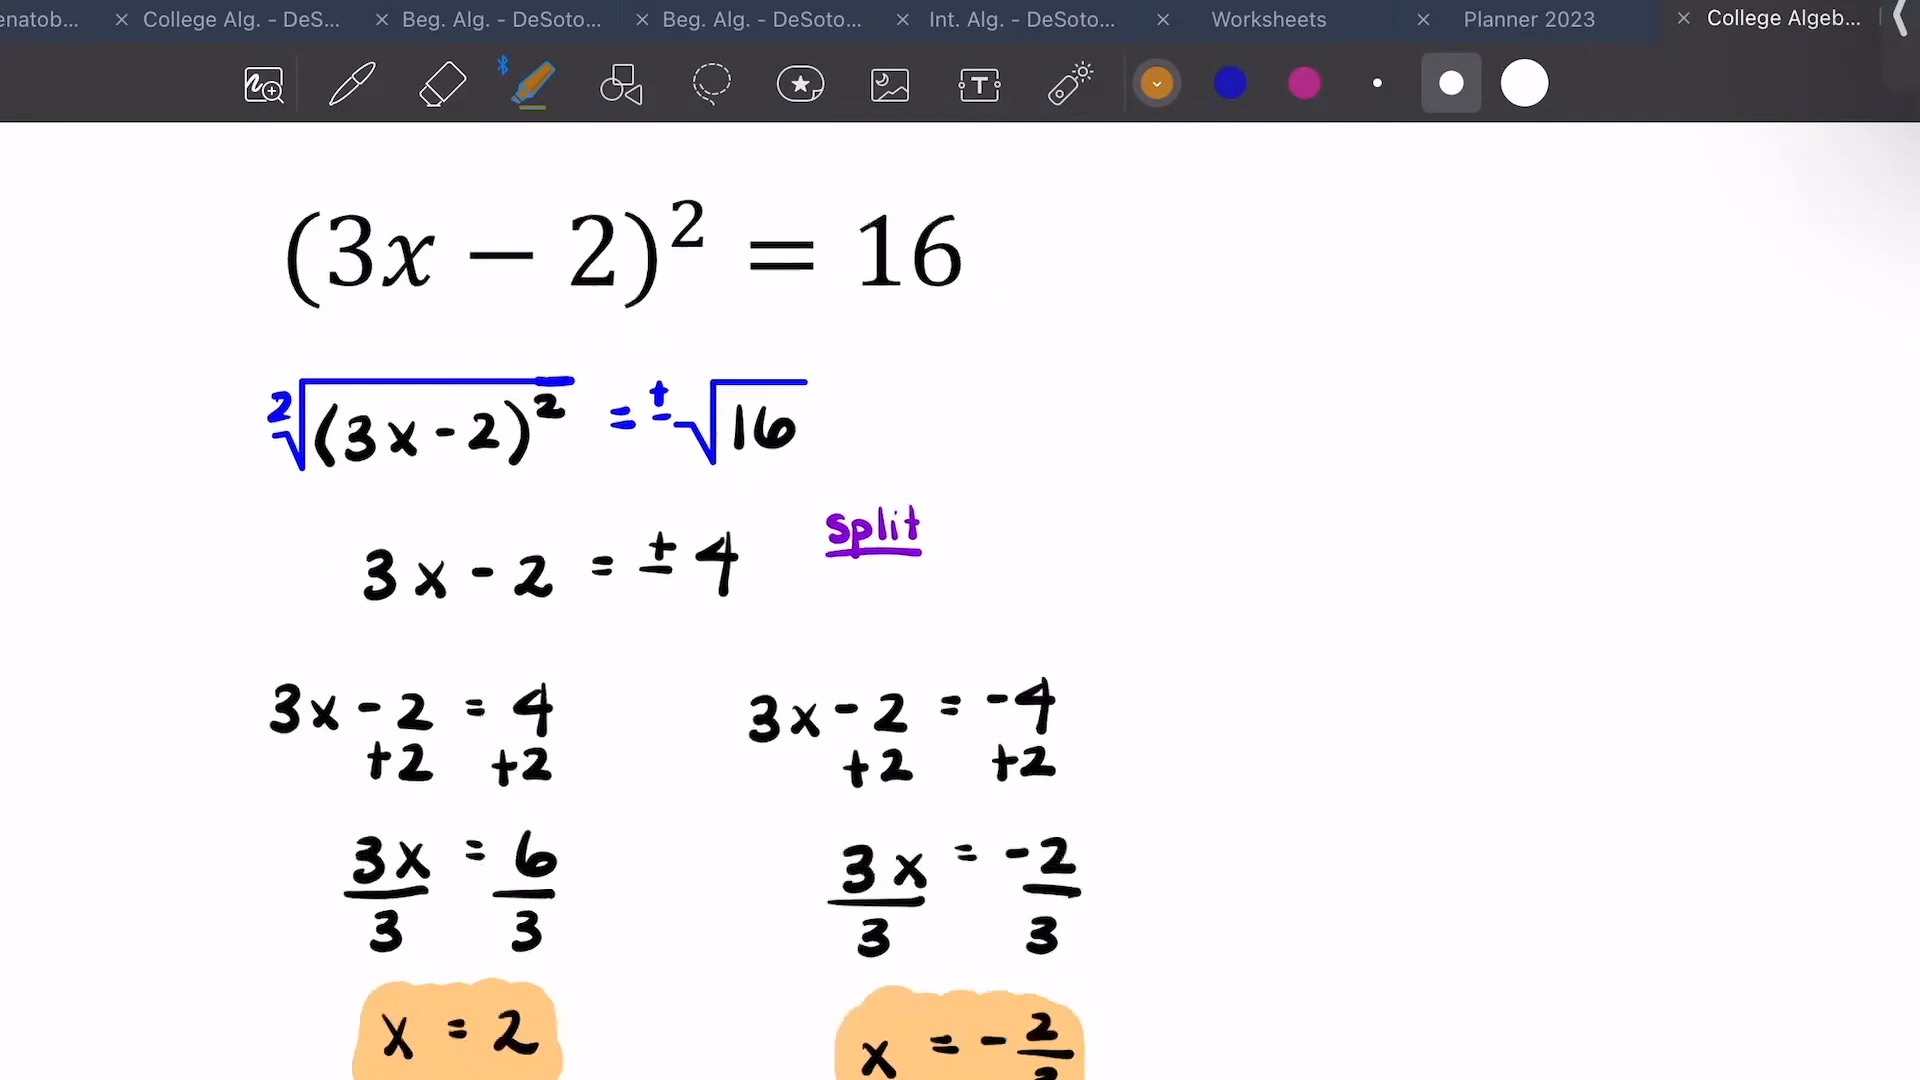 enatob... × College Alg. - DeS... × Beg. Alg. - DeSoto... × Beg. Alg. - DeSoto... × Int. Alg. - DeSoto... × Worksheets × Planner 2023 × College Algeb...
(3x − 2)² = 16
²√(3x-2)² = ±√16
3x - 2 = ± 4 split
3x - 2 = 4 3x - 2 = -4
+2 +2 +2 +2
3x = 6 3x = -2
3 3 3 3
x = 2 x = - 2